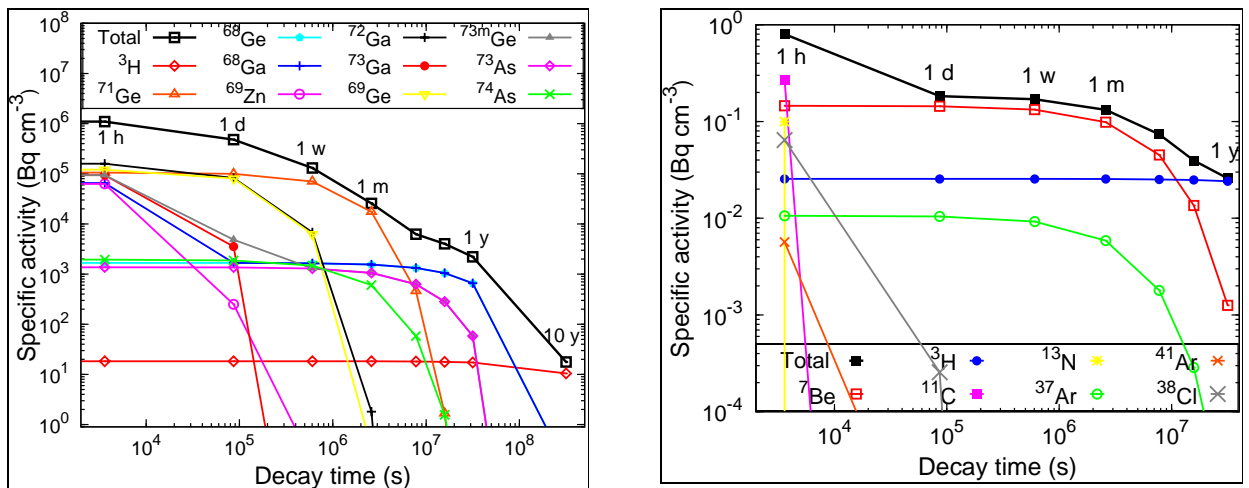 10^8
10^7
10^6
10^5
10^4
10^3
10^2
10^1
10^0
Specific activity (Bq cm^-3)
Total ^68Ge ^72Ga ^73mGe
^3H ^68Ga ^73Ga ^73As
^71Ge ^69Zn ^69Ge ^74As
1 h
1 d
1 w
1 m
1 y
10 y
10^4 10^5 10^6 10^7 10^8
Decay time (s)
10^0
10^-1
10^-2
10^-3
10^-4
Specific activity (Bq cm^-3)
1 h
1 d
1 w
1 m
1 y
Total ^3H ^13N ^41Ar
^7Be ^11C ^37Ar ^38Cl
10^4 10^5 10^6 10^7
Decay time (s)